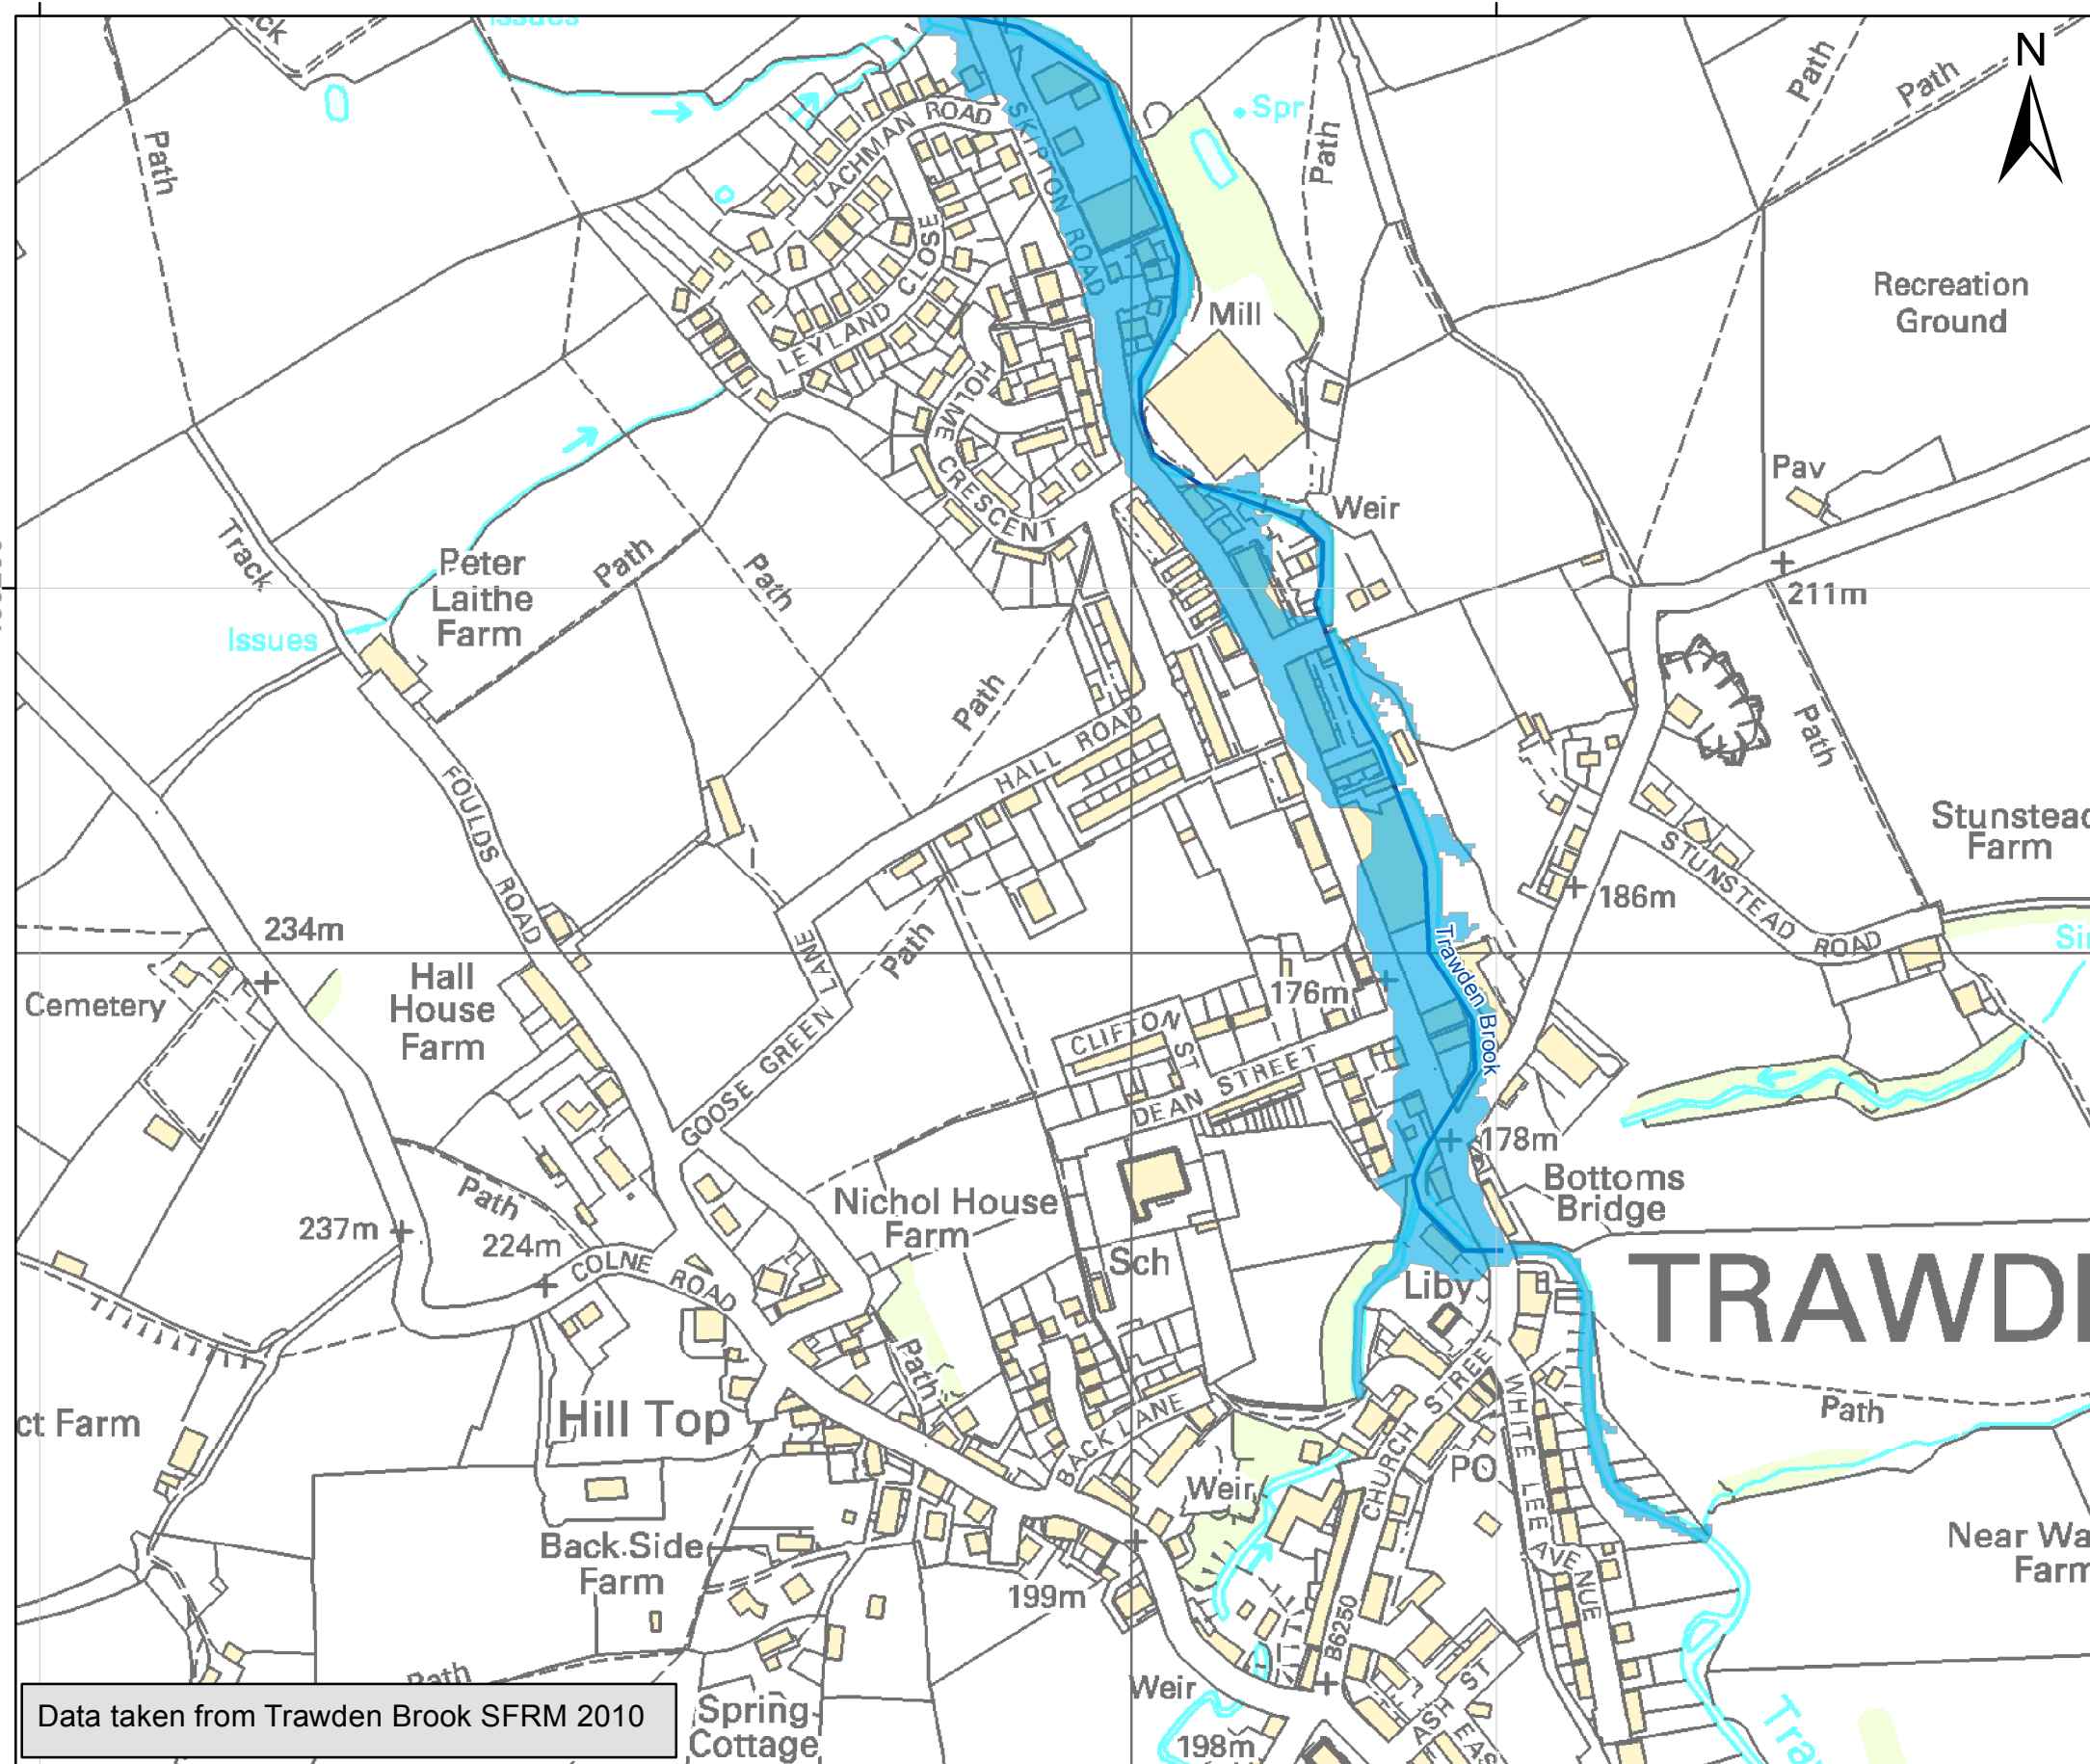 Issues
N
Path
Path
Spr
LACHMAN ROAD
SKIPTON ROAD
Path
Path
LEYLAND CLOSE
Recreation
Ground
Mill
HOLME CRESCENT
Pav
Weir
Track
Peter
Laithe
Farm
Path
Path
211m
Issues
Path
HALL ROAD
Path
FOULDS ROAD
Farm
STUNSTEAD ROAD
186m
234m
Hall
House
Farm
LANE
Path
Trawden Brook
Cemetery
176m
CLIFTON
ST
GOOSE GREEN
DEAN STREET
178m
Path
Nichol House
Farm
Bottoms
Bridge
237m
224m
COLNE ROAD
Sch
Liby
TRAWD
Path
ct Farm
Hill Top
Path
BACK LANE
CHURCH STREET
WHITE LEE AVENUE
PO
Weir
Back Side
Farm
199m
Near Wa
Farm
B6250
Path
Weir
Data taken from Trawden Brook SFRM 2010
Spring
Cottage
198m
ASH ST
EAS
Tra